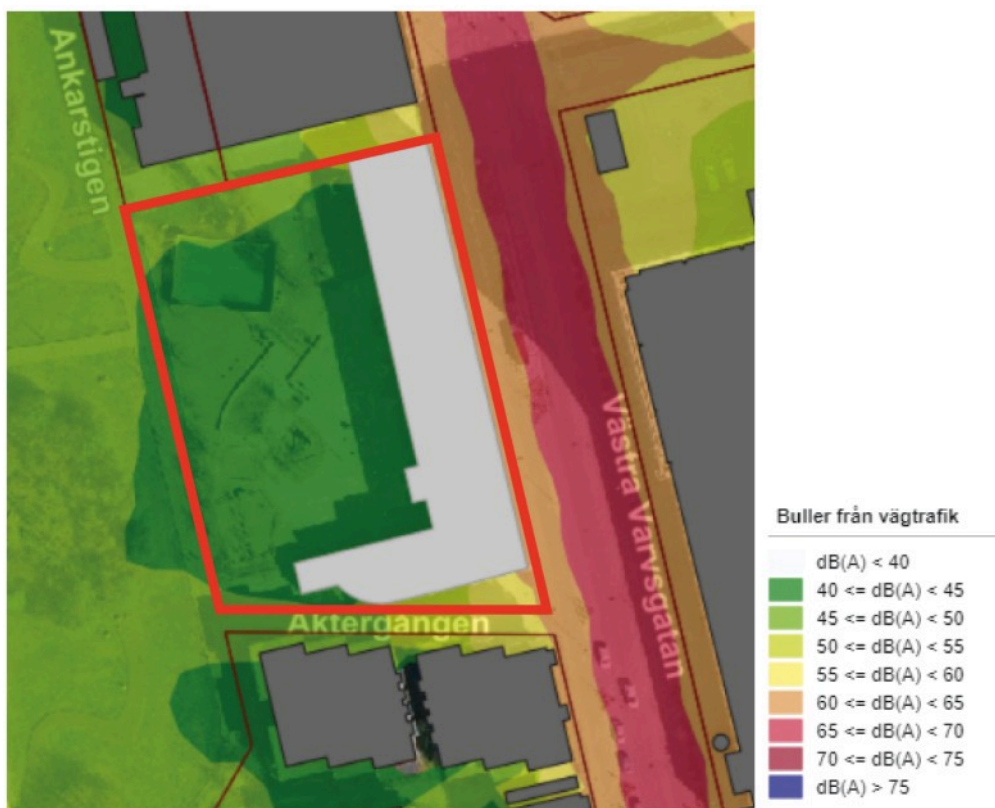 Ankarstigen
Västra Varvsgatan
Aktergången
Buller från vägtrafik
dB(A) < 40
40 <= dB(A) < 45
45 <= dB(A) < 50
50 <= dB(A) < 55
55 <= dB(A) < 60
60 <= dB(A) < 65
65 <= dB(A) < 70
70 <= dB(A) < 75
dB(A) > 75